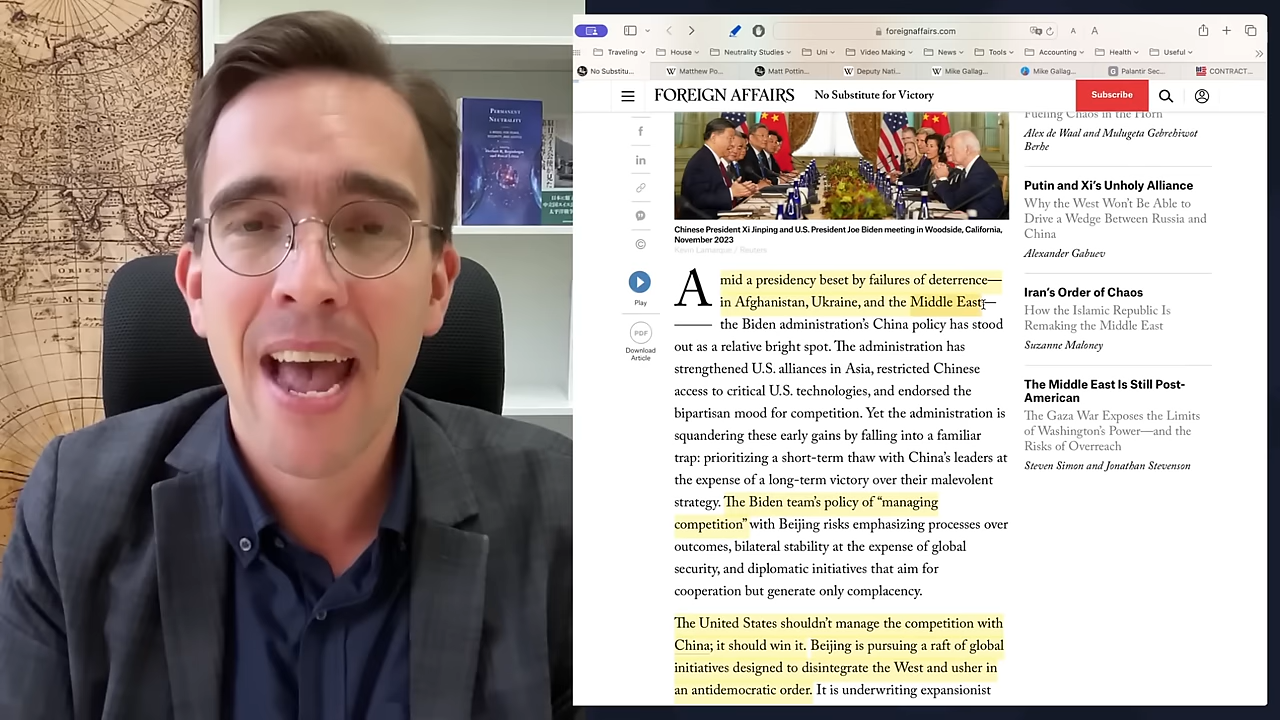 PERMANENT
NEUTRALITY
foreignaffairs.com
A A
Traveling House Neutrality Studies Uni Video Making News Tools Accounting Health Useful
No Substitu... Matthew Po... Matt Pottin... Deputy Nati... Mike Gallag... Mike Gallag... Palantir Sec... CONTRACT...
FOREIGN AFFAIRS No Substitute for Victory Subscribe
f
in
Play
PDF
Download
Article
Chinese President Xi Jinping and U.S. President Joe Biden meeting in Woodside, California,
November 2023
Kevin Lamarque / Reuters
Amid a presidency beset by failures of deterrence—
in Afghanistan, Ukraine, and the Middle East—
the Biden administration's China policy has stood
out as a relative bright spot. The administration has
strengthened U.S. alliances in Asia, restricted Chinese
access to critical U.S. technologies, and endorsed the
bipartisan mood for competition. Yet the administration is
squandering these early gains by falling into a familiar
trap: prioritizing a short-term thaw with China's leaders at
the expense of a long-term victory over their malevolent
strategy. The Biden team's policy of “managing
competition” with Beijing risks emphasizing processes over
outcomes, bilateral stability at the expense of global
security, and diplomatic initiatives that aim for
cooperation but generate only complacency.
The United States shouldn't manage the competition with
China; it should win it. Beijing is pursuing a raft of global
initiatives designed to disintegrate the West and usher in
an antidemocratic order. It is underwriting expansionist
Fueling Chaos in the Horn
Alex de Waal and Mulugeta Gebrehiwot
Berhe
Putin and Xi's Unholy Alliance
Why the West Won't Be Able to
Drive a Wedge Between Russia and
China
Alexander Gabuev
Iran's Order of Chaos
How the Islamic Republic Is
Remaking the Middle East
Suzanne Maloney
The Middle East Is Still Post-
American
The Gaza War Exposes the Limits
of Washington's Power—and the
Risks of Overreach
Steven Simon and Jonathan Stevenson